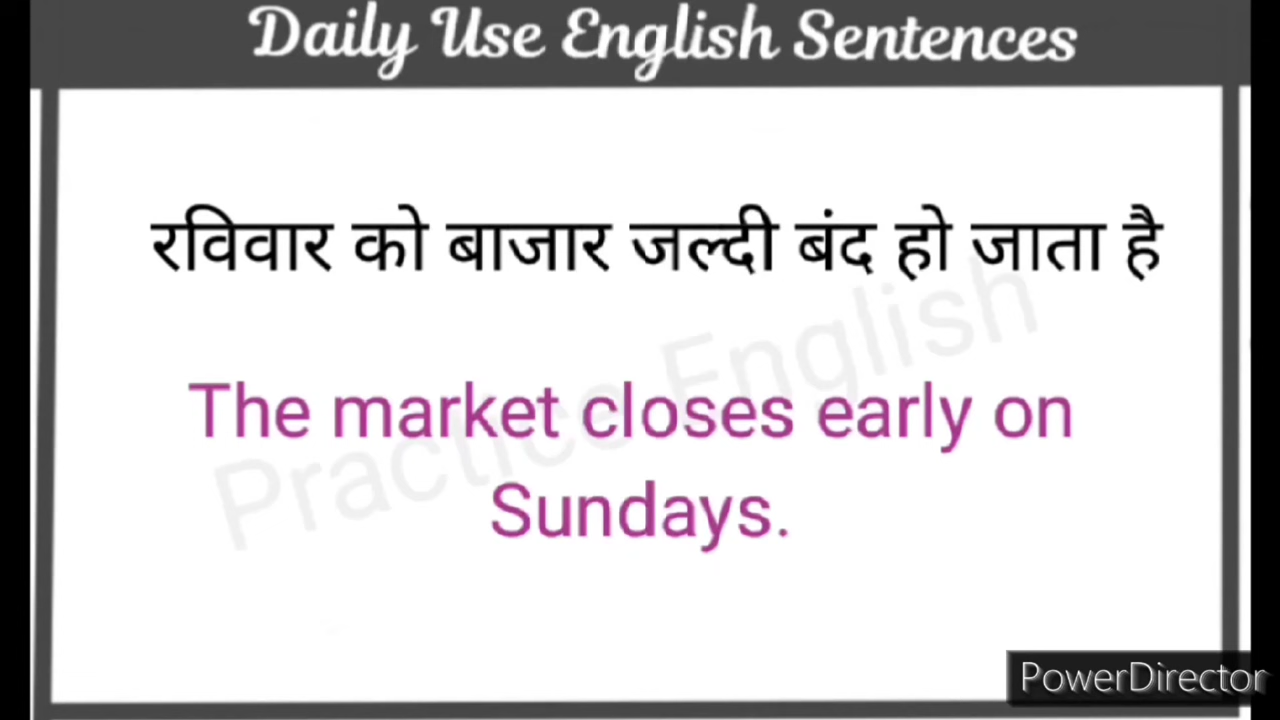 Daily Use English Sentences
रविवार को बाजार जल्दी बंद हो जाता है
Practice English
The market closes early on
Sundays.
PowerDirector